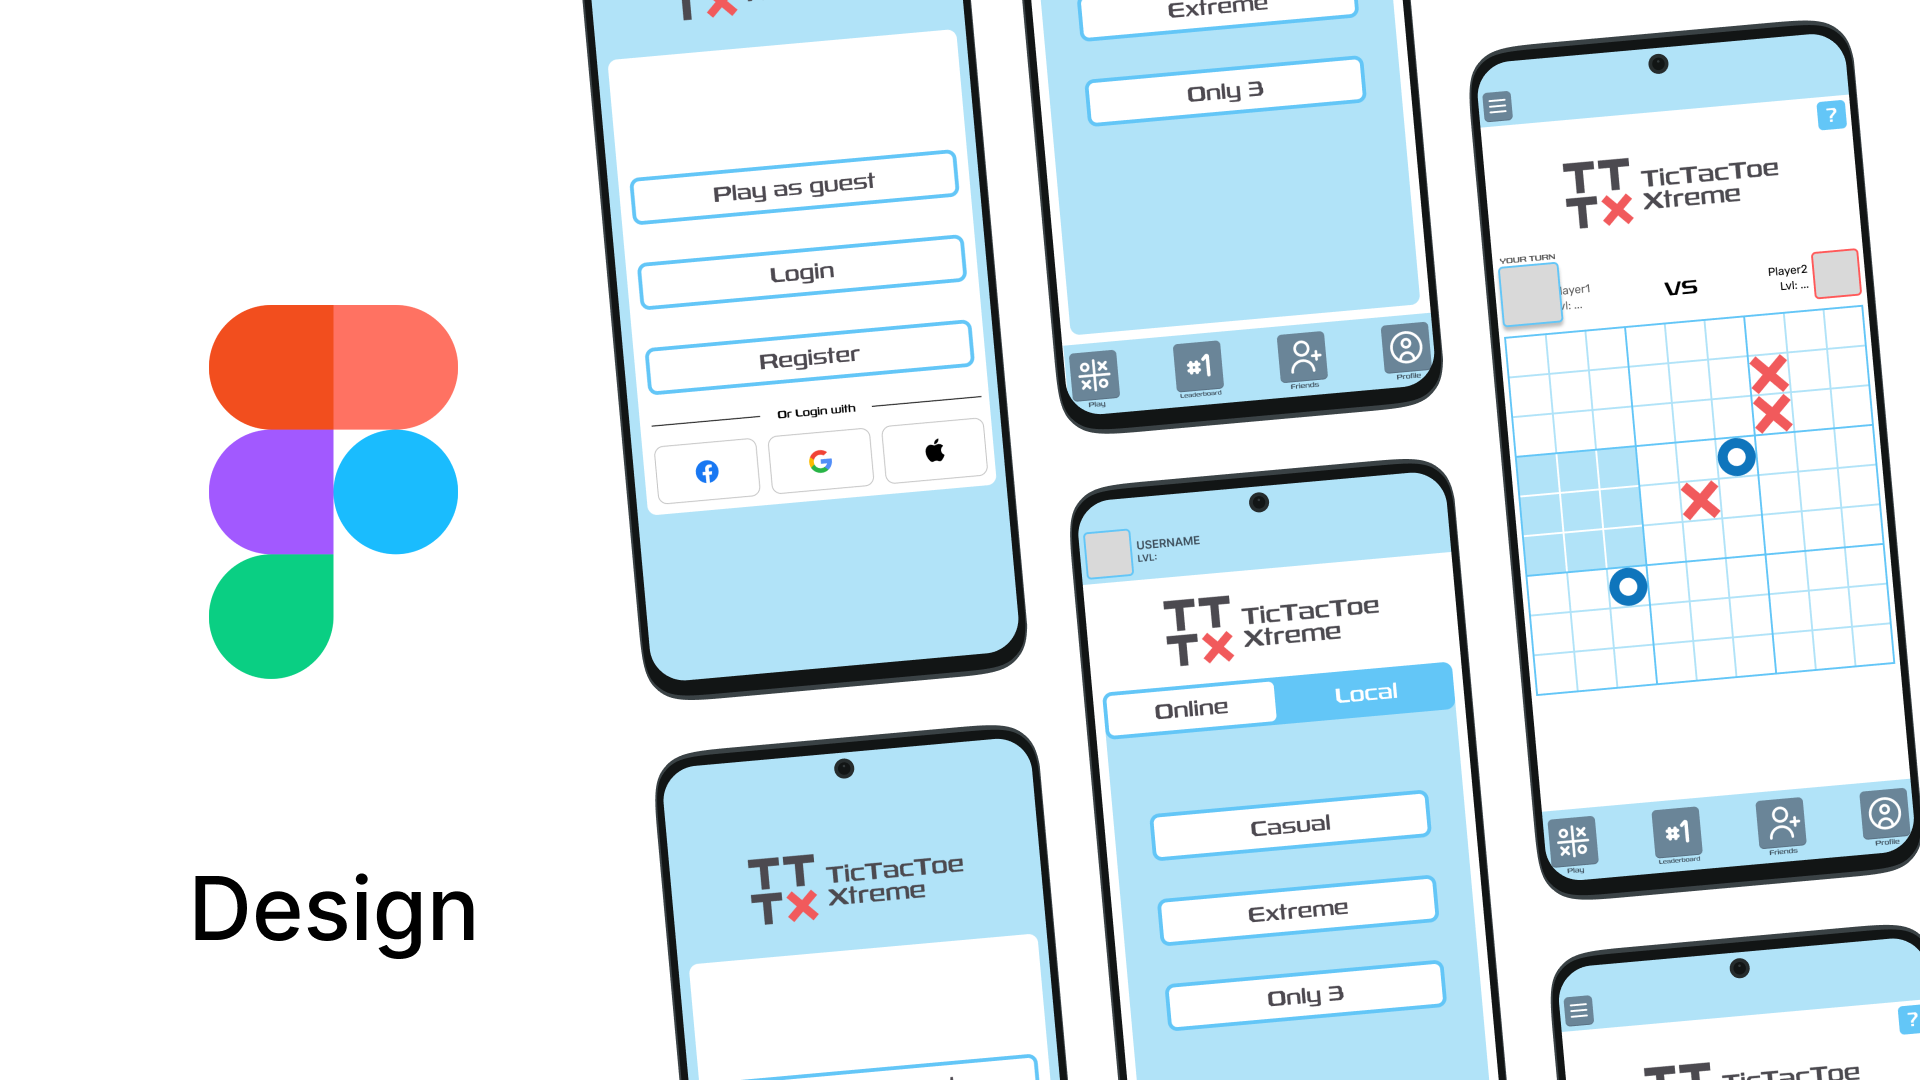 Design
Play as guest
Login
Register
Or Login with
TicTacToe
Xtreme
Extreme
Only 3
Play
#1
Leaderboard
Friends
Profile
USERNAME
LVL:
TicTacToe
Xtreme
Online
Local
Casual
Extreme
Only 3
?
TicTacToe
Xtreme
YOUR TURN
layer1
vl: ...
VS
Player2
Lvl: ...
Play
#1
Leaderboard
Friends
Profile
?
TicTacToe